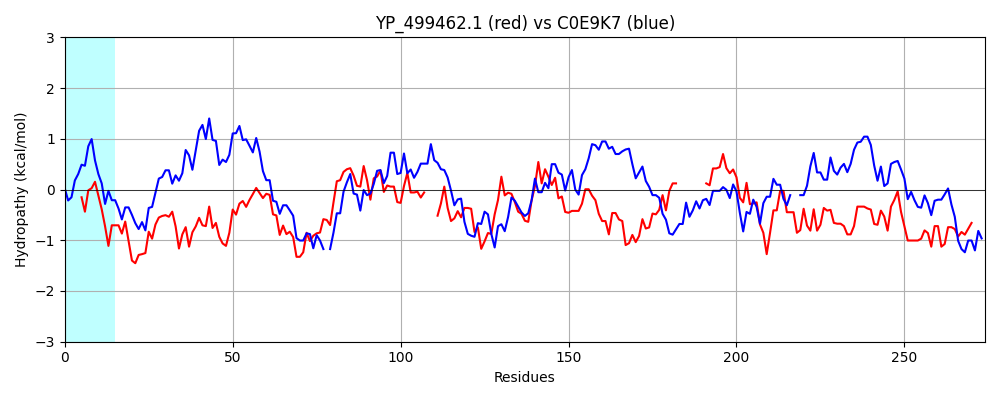 YP_499462.1 (red) vs C0E9K7 (blue)
Hydropathy (kcal/mol)
3
2
1
0
−1
−2
−3
0 50 100 150 200 250
Residues